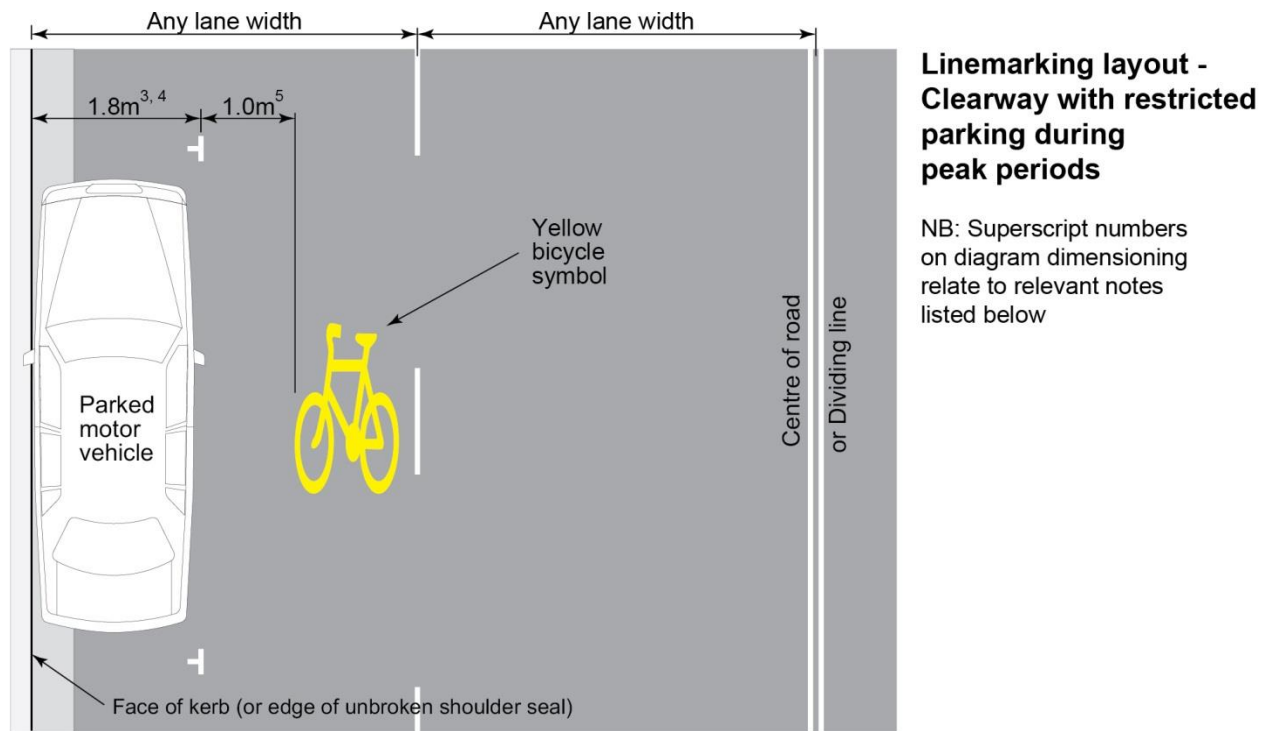 Any lane width
Any lane width
1.8m3, 4
1.0m5
Linemarking layout -
Clearway with restricted
parking during
peak periods
NB: Superscript numbers
on diagram dimensioning
relate to relevant notes
listed below
Yellow
bicycle
symbol
Parked
motor
vehicle
Centre of road
or Dividing line
Face of kerb (or edge of unbroken shoulder seal)